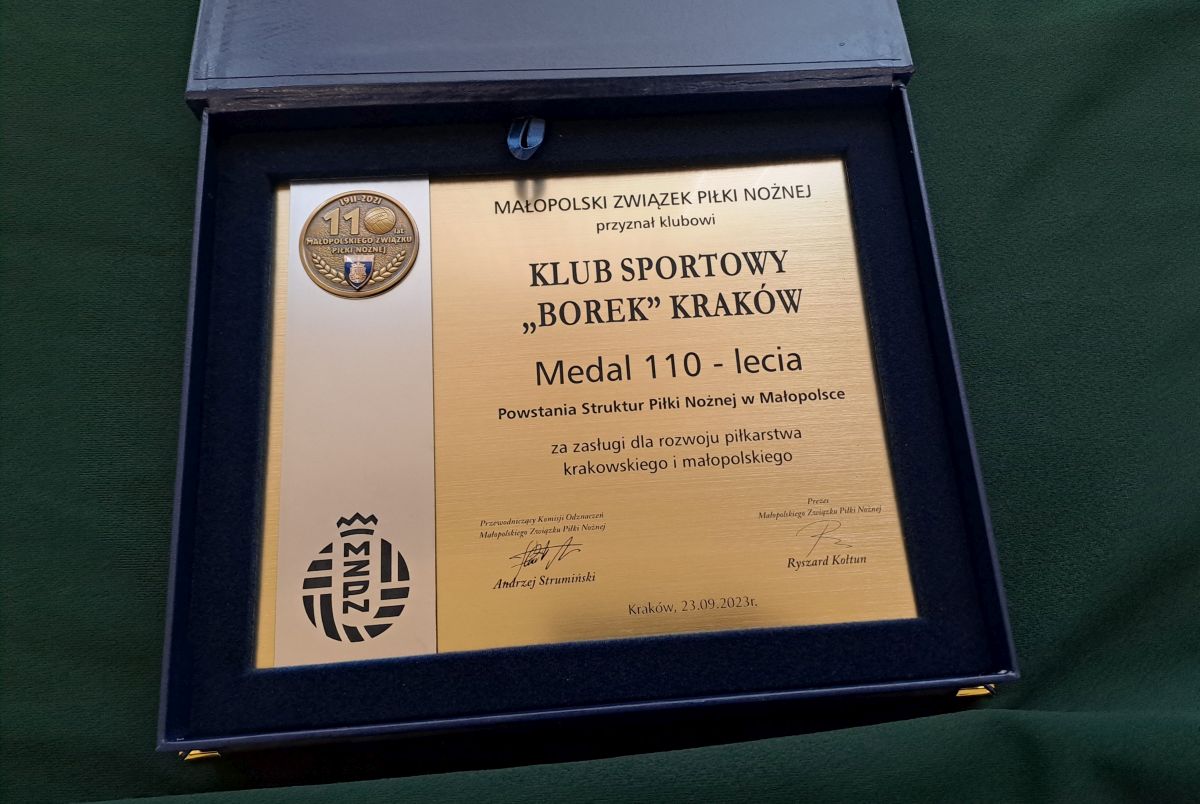 1911-2021
110
lat
MAŁOPOLSKIEGO ZWIĄZKU
PIŁKI NOŻNEJ
MAŁOPOLSKI ZWIĄZEK PIŁKI NOŻNEJ
przyznał klubowi
KLUB SPORTOWY
„BOREK” KRAKÓW
Medal 110 - lecia
Powstania Struktur Piłki Nożnej w Małopolsce
za zasługi dla rozwoju piłkarstwa
krakowskiego i małopolskiego
Przewodniczący Komisji Odznaczeń
Małopolskiego Związku Piłki Nożnej
Andrzej Strumiński
Prezes
Małopolskiego Związku Piłki Nożnej
Ryszard Kołtun
Kraków, 23.09.2023r.
MZPN